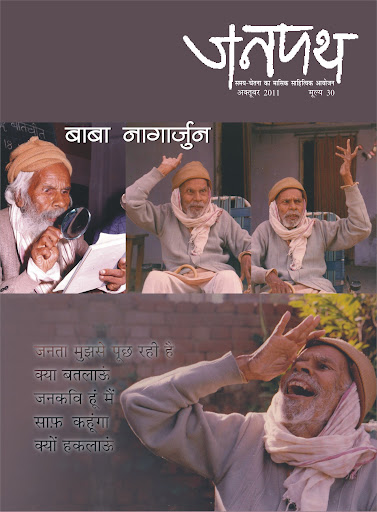 जनपथ
समय-चेतना का मासिक साहित्यिक आयोजन
अक्तूबर 2011 मूल्य 30
बाबा नागार्जुन
जनता मुझसे पूछ रही है
क्या बतलाऊं
जनकवि हूं मैं
साफ़ कहूंगा
क्यों हकलाऊं